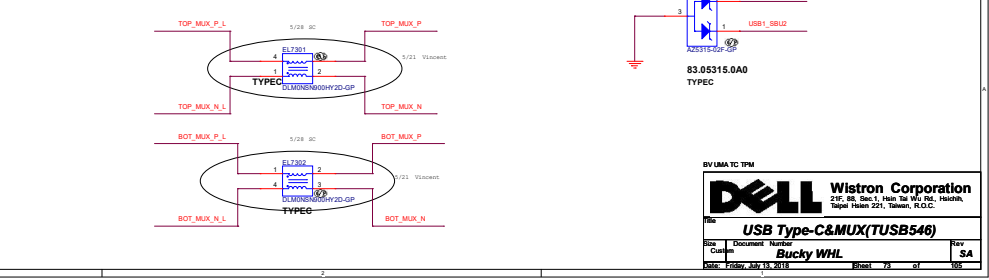 5/20 SC
TOP_MUX_P_L
TOP_MUX_P
EL7301
5/21 Vincent
4
3
1
2
TYPEC
DLM0NSN900HY2D-GP
TOP_MUX_N_L
TOP_MUX_N
5/20 SC
BOT_MUX_P_L
BOT_MUX_P
EL7302
1
2
4
3
5/21 Vincent
DLM0NSN900HY2D-GP
TYPEC
BOT_MUX_N_L
BOT_MUX_N
3
1
USB1_SBU2
AZ5315-02F-GP
83.05315.0A0
TYPEC
A
BV UMA TC TPM
DELL
Wistron Corporation
21F, 88, Sec.1, Hsin Tai Wu Rd., Hsichih,
Taipei Hsien 221, Taiwan, R.O.C.
Title
USB Type-C&MUX(TUSB546)
Size Document Number Rev
Custom Bucky WHL SA
Date: Friday, July 13, 2018 Sheet 73 of 105
2
1